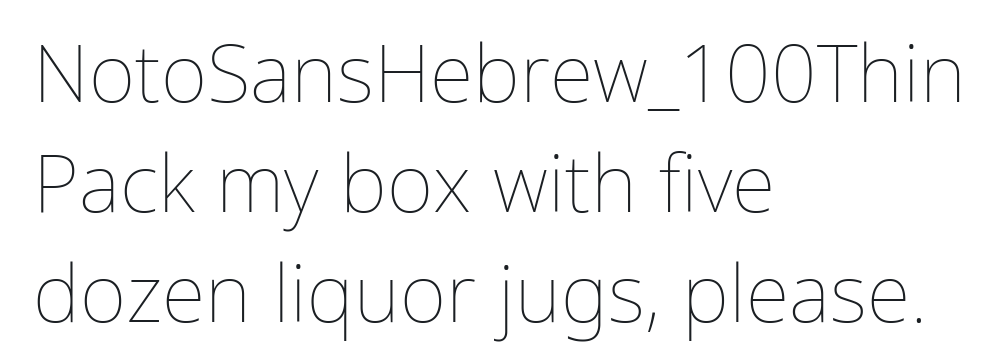 NotoSansHebrew_100Thin
Pack my box with five
dozen liquor jugs, please.